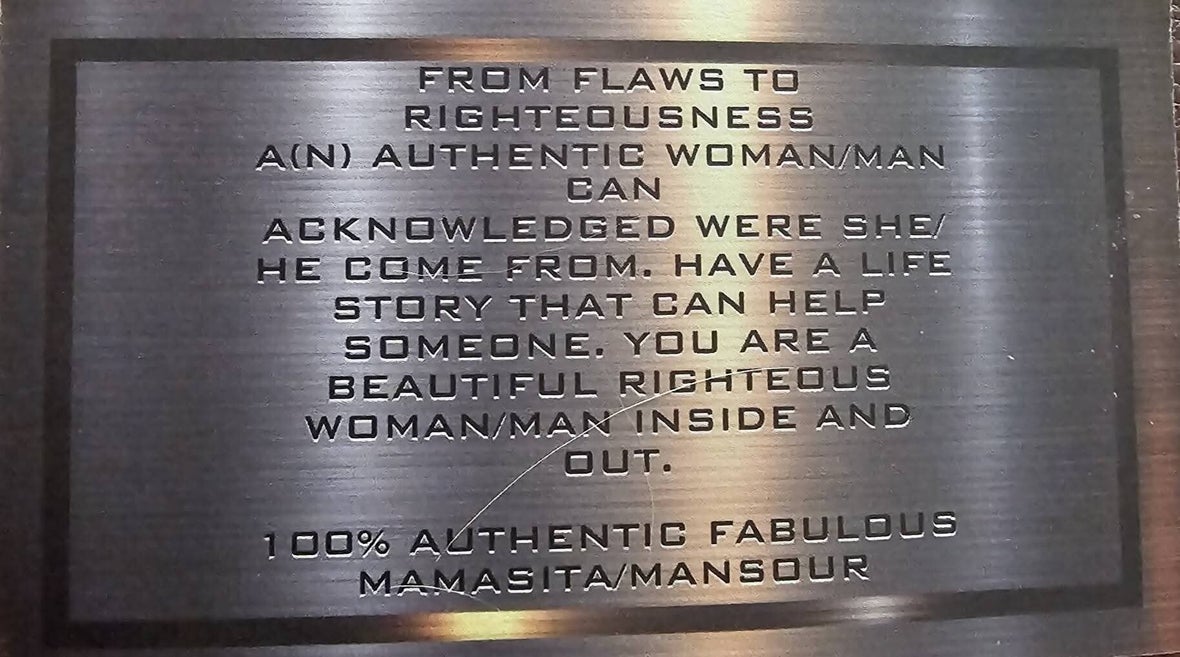 FROM FLAWS TO
RIGHTEOUSNESS
A(N) AUTHENTIC WOMAN/MAN
CAN
ACKNOWLEDGED WERE SHE/
HE COME FROM. HAVE A LIFE
STORY THAT CAN HELP
SOMEONE. YOU ARE A
BEAUTIFUL RIGHTEOUS
WOMAN/MAN INSIDE AND
OUT.
100% AUTHENTIC FABULOUS
MAMASITA/MANSOUR